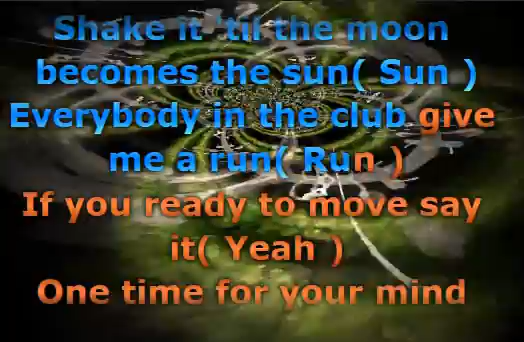 Shake it 'til the moon
becomes the sun( Sun )
Everybody in the club give
me a run( Run )
If you ready to move say
it( Yeah )
One time for your mind